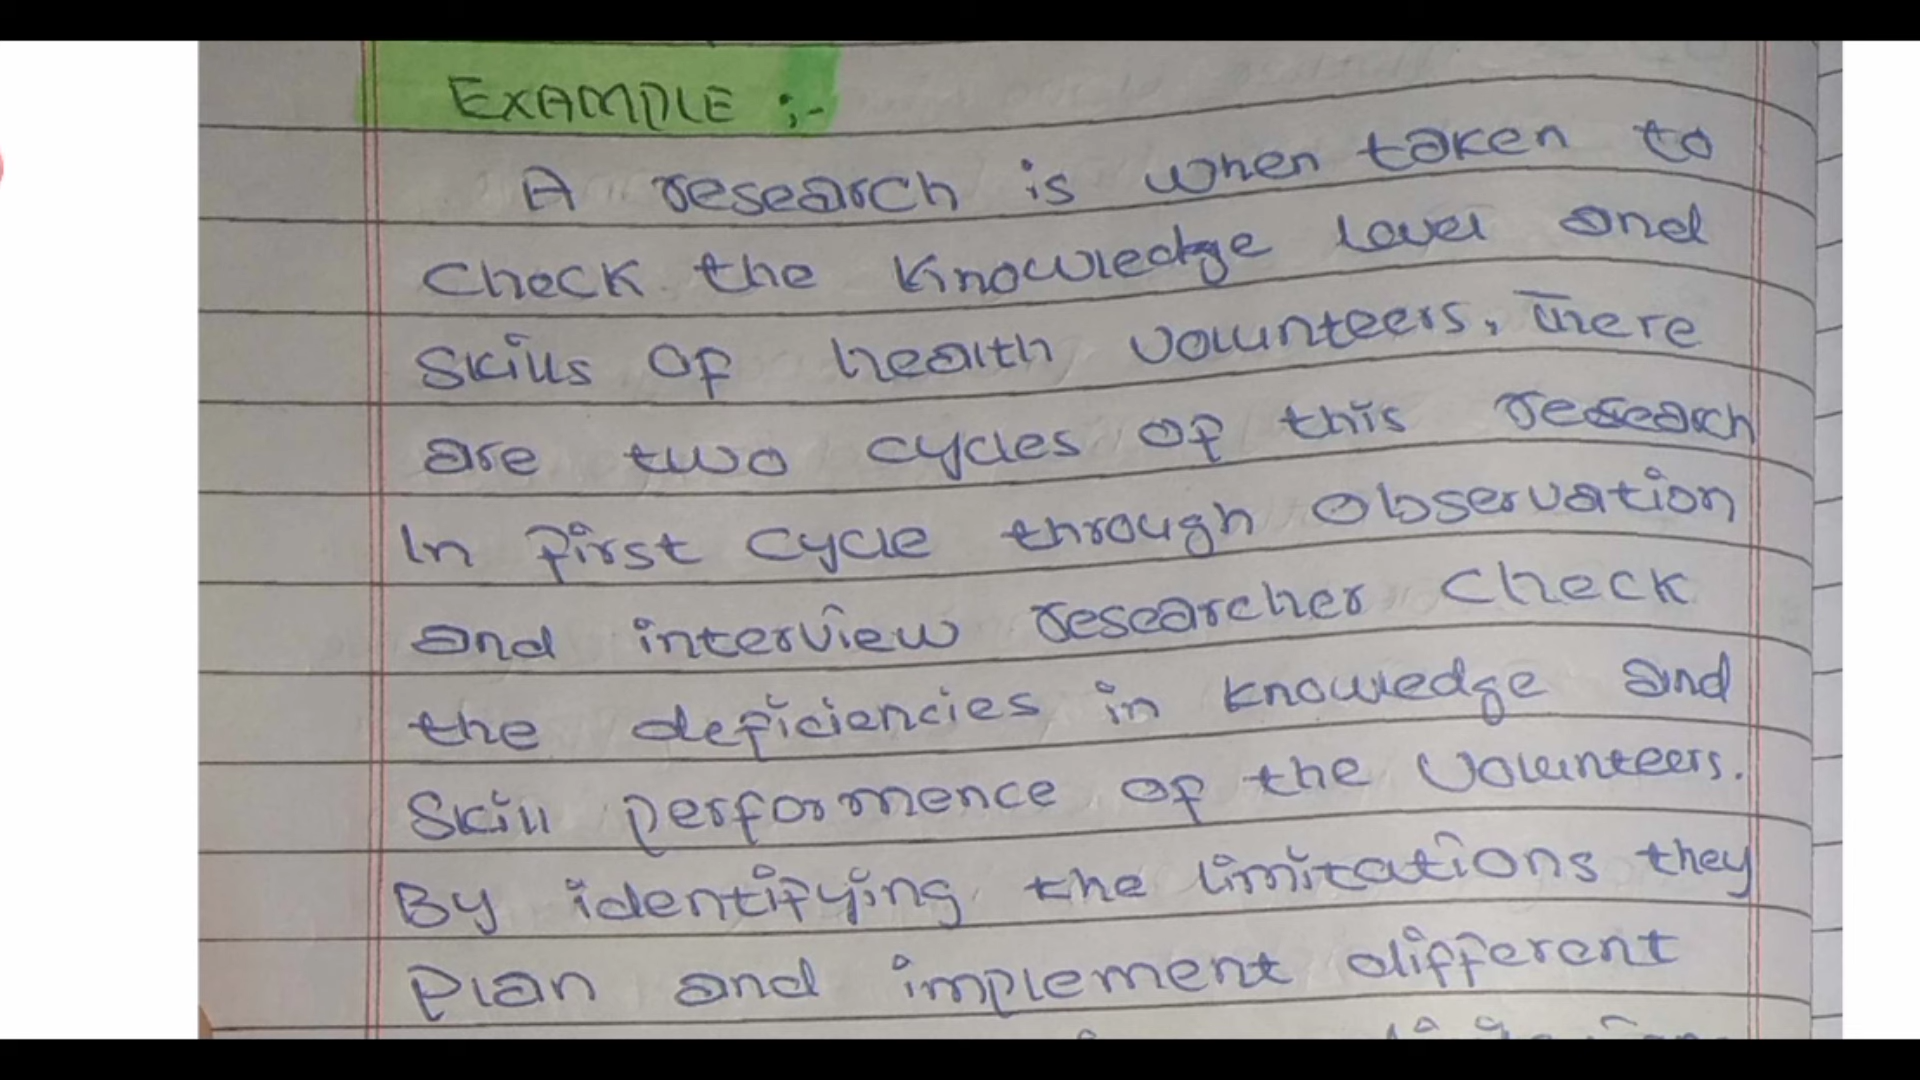 EXAMPLE :-
A research is when taken to
Check the Knowledge level and
Skills of health volunteers, There
are two cycles of this research
In first cycle through observation
and interview researcher check
the deficiencies in knowledge and
Skill performence of the volunteers.
By identifying the limitations they
Plan and implement different